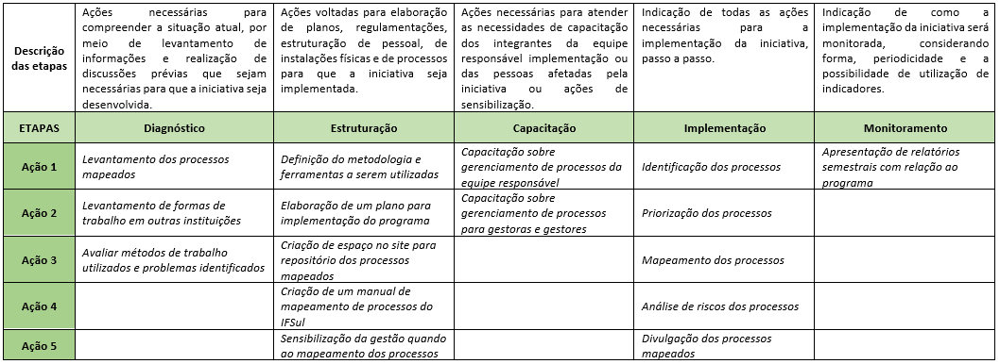 Descrição
das etapas
Ações necessárias para
compreender a situação atual, por
meio de levantamento de
informações e realização de
discussões prévias que sejam
necessárias para que a iniciativa seja
desenvolvida.
Ações voltadas para elaboração
de planos, regulamentações,
estruturação de pessoal, de
instalações físicas e de processos
para que a iniciativa seja
implementada.
Ações necessárias para atender
as necessidades de capacitação
dos integrantes da equipe
responsável implementação ou
das pessoas afetadas pela
iniciativa ou ações de
sensibilização.
Indicação de todas as ações
necessárias para a
implementação da iniciativa,
passo a passo.
Indicação de como a
implementação da iniciativa será
monitorada, considerando
forma, periodicidade e a
possibilidade de utilização de
indicadores.
ETAPAS
Diagnóstico
Estruturação
Capacitação
Implementação
Monitoramento
Ação 1
Levantamento dos processos
mapeados
Definição do metodologia e
ferramentas a serem utilizadas
Capacitação sobre
gerenciamento de processos da
equipe responsável
Identificação dos processos
Apresentação de relatórios
semestrais com relação ao
programa
Ação 2
Levantamento de formas de
trabalho em outras instituições
Elaboração de um plano para
implementação do programa
Capacitação sobre
gerenciamento de processos
para gestoras e gestores
Priorização dos processos
Ação 3
Avaliar métodos de trabalho
utilizados e problemas identificados
Criação de espaço no site para
repositório dos processos
mapeados
Mapeamento dos processos
Ação 4
Criação de um manual de
mapeamento de processos do
IFSul
Análise de riscos dos processos
Ação 5
Sensibilização da gestão quando
ao mapeamento dos processos
Divulgação dos processos
mapeados